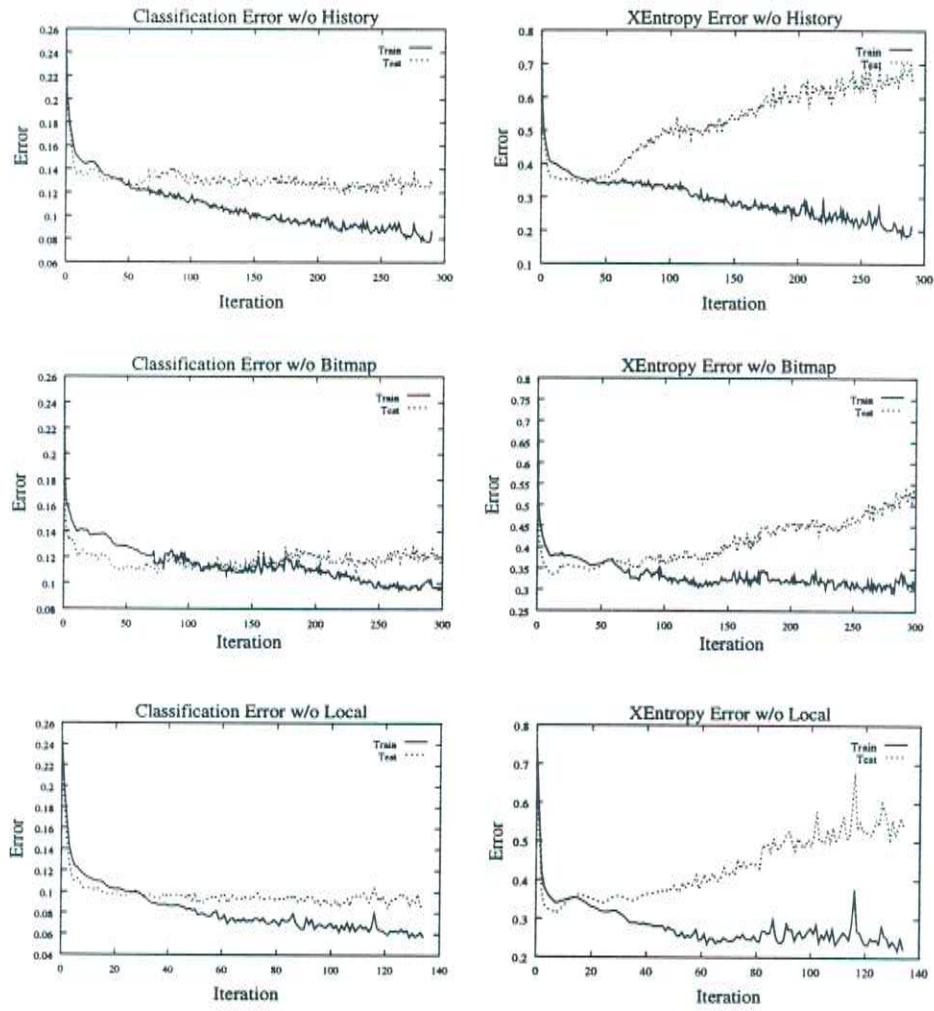 Classification Error w/o History
0.26
0.24
0.22
0.2
0.18
0.16
0.14
0.12
0.1
0.08
0.06
Error
Train
Test
0 50 100 150 200 250 300
Iteration
XEntropy Error w/o History
0.8
0.7
0.6
0.5
0.4
0.3
0.2
0.1
Error
Train
Test
0 50 100 150 200 250 300
Iteration
Classification Error w/o Bitmap
0.26
0.24
0.22
0.2
0.18
0.16
0.14
0.12
0.1
0.08
Error
Train
Test
0 50 100 150 200 250 300
Iteration
XEntropy Error w/o Bitmap
0.8
0.75
0.7
0.65
0.6
0.55
0.5
0.45
0.4
0.35
0.3
0.25
Error
Train
Test
0 50 100 150 200 250 300
Iteration
Classification Error w/o Local
0.26
0.24
0.22
0.2
0.18
0.16
0.14
0.12
0.1
0.08
0.06
0.04
Error
Train
Test
0 20 40 60 80 100 120 140
Iteration
XEntropy Error w/o Local
0.8
0.7
0.6
0.5
0.4
0.3
0.2
Error
Train
Test
0 20 40 60 80 100 120 140
Iteration